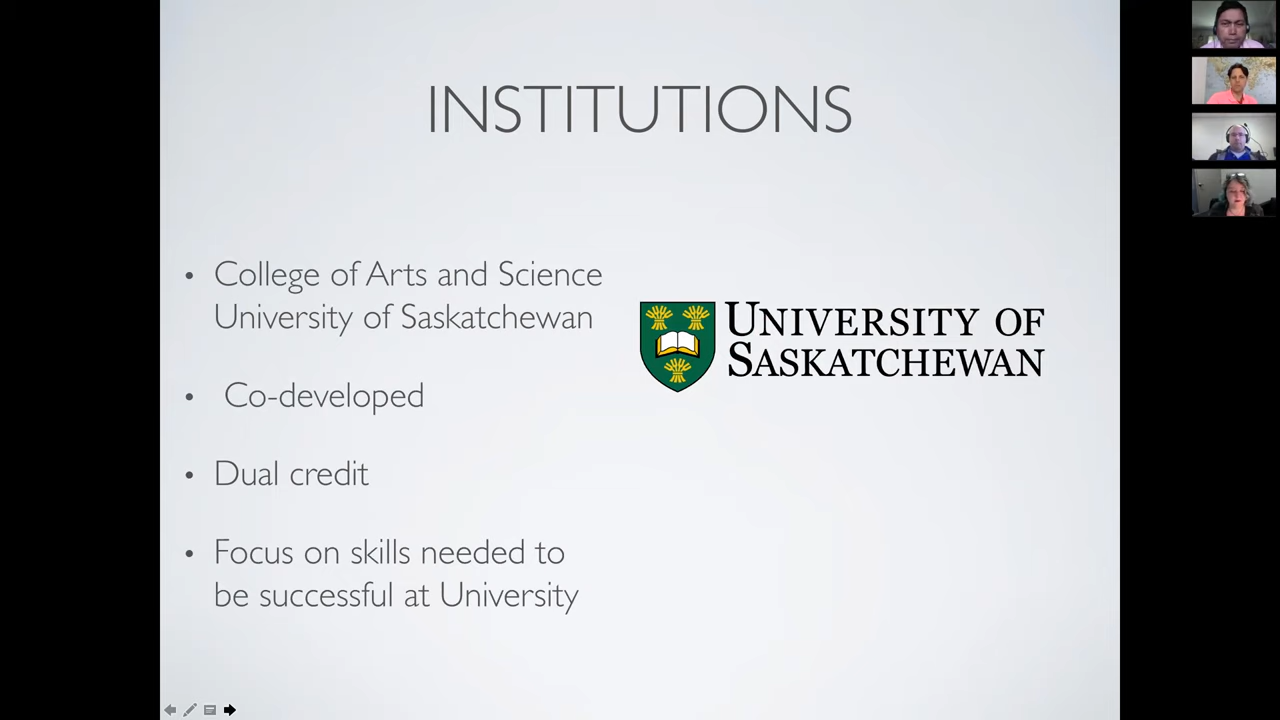 INSTITUTIONS
• College of Arts and Science
University of Saskatchewan
• Co-developed
• Dual credit
• Focus on skills needed to
be successful at University
UNIVERSITY OF
SASKATCHEWAN